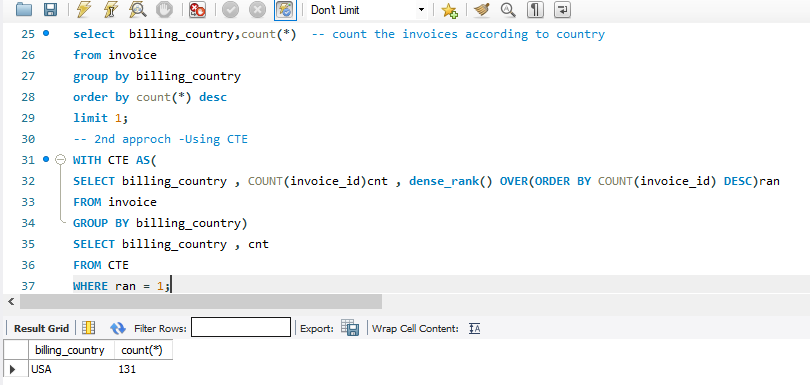 Don't Limit
25 select  billing_country,count(*)  -- count the invoices according to country
26 from invoice
27 group by billing_country
28 order by count(*) desc
29 limit 1;
30 -- 2nd approch -Using CTE
31 WITH CTE AS(
32 SELECT billing_country , COUNT(invoice_id)cnt , dense_rank() OVER(ORDER BY COUNT(invoice_id) DESC)ran
33 FROM invoice
34 GROUP BY billing_country)
35 SELECT billing_country , cnt
36 FROM CTE
37 WHERE ran = 1;
Result Grid Filter Rows: Export: Wrap Cell Content:
billing_country count(*)
USA 131